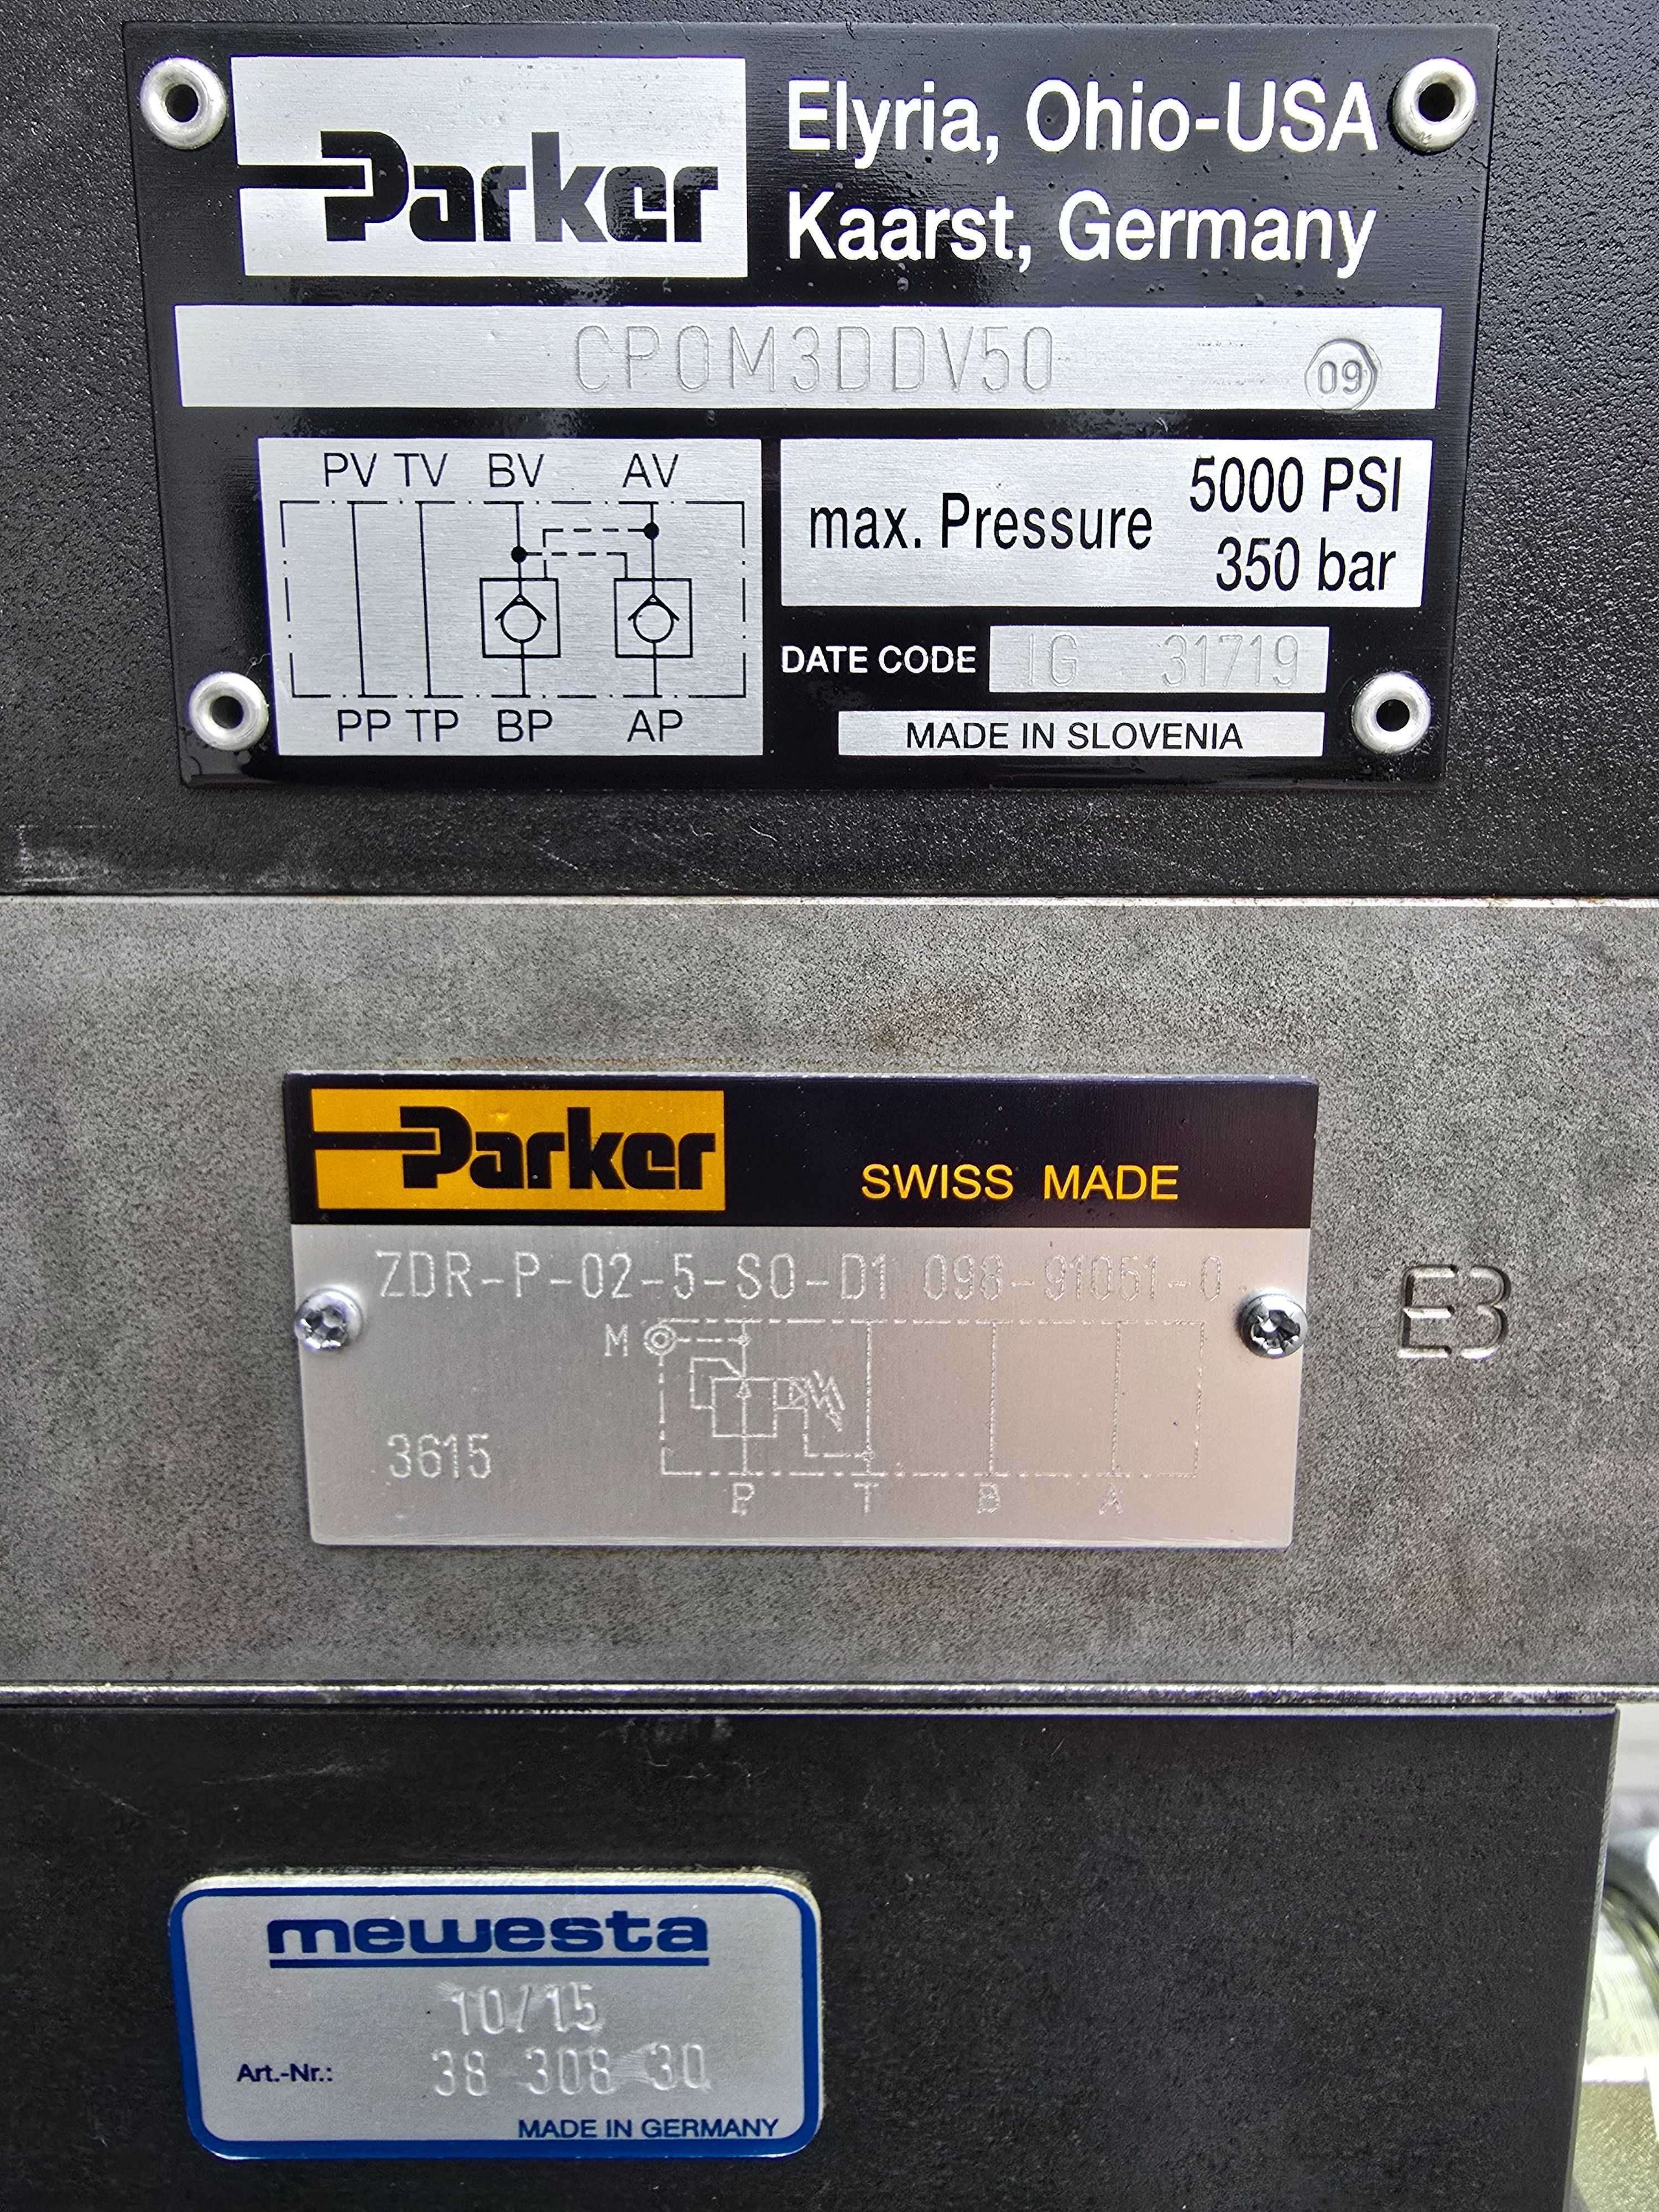 Parker
Elyria, Ohio-USA
Kaarst, Germany
CPOM3DDV50 09
PV TV BV AV
PP TP BP AP
max. Pressure 5000 PSI
350 bar
DATE CODE IG 31719
MADE IN SLOVENIA
Parker SWISS MADE
ZDR-P-02-5-S0-D1 098-91051-0
M
3615
P T B A
E3
mewesta
10/15
Art.-Nr.: 38 308 30
MADE IN GERMANY